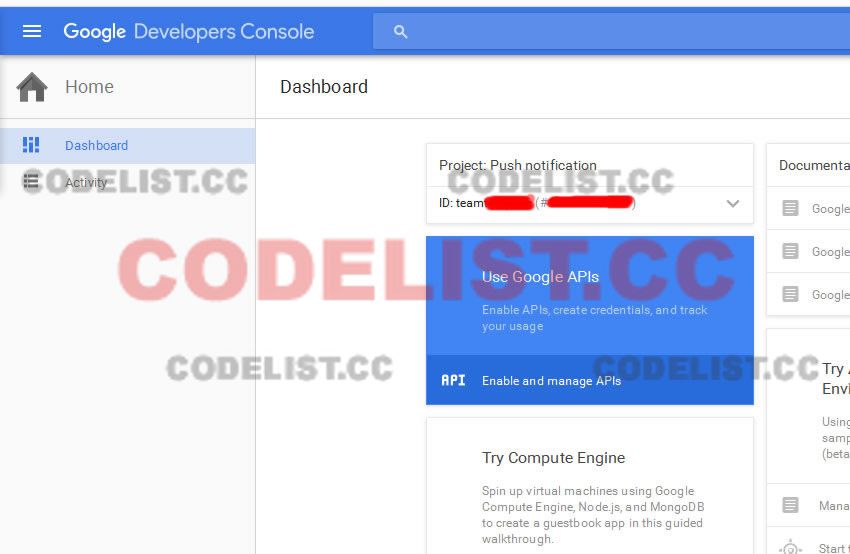 Google Developers Console
Home
Dashboard
Dashboard
Activity
CODELIST.CC
Project: Push notification
CODELIST.CC
ID: team (# )
CODELIST.CC
Use Google APIs
Enable APIs, create credentials, and track
your usage
CODELIST.CC
CODELIST.CC
API Enable and manage APIs
Try Compute Engine
Spin up virtual machines using Google
Compute Engine, Node.js, and MongoDB
to create a guestbook app in this guided
walkthrough.
Documenta
Google
Google
Google
Try
Envi
Using
samp
(beta
Mana
Start t